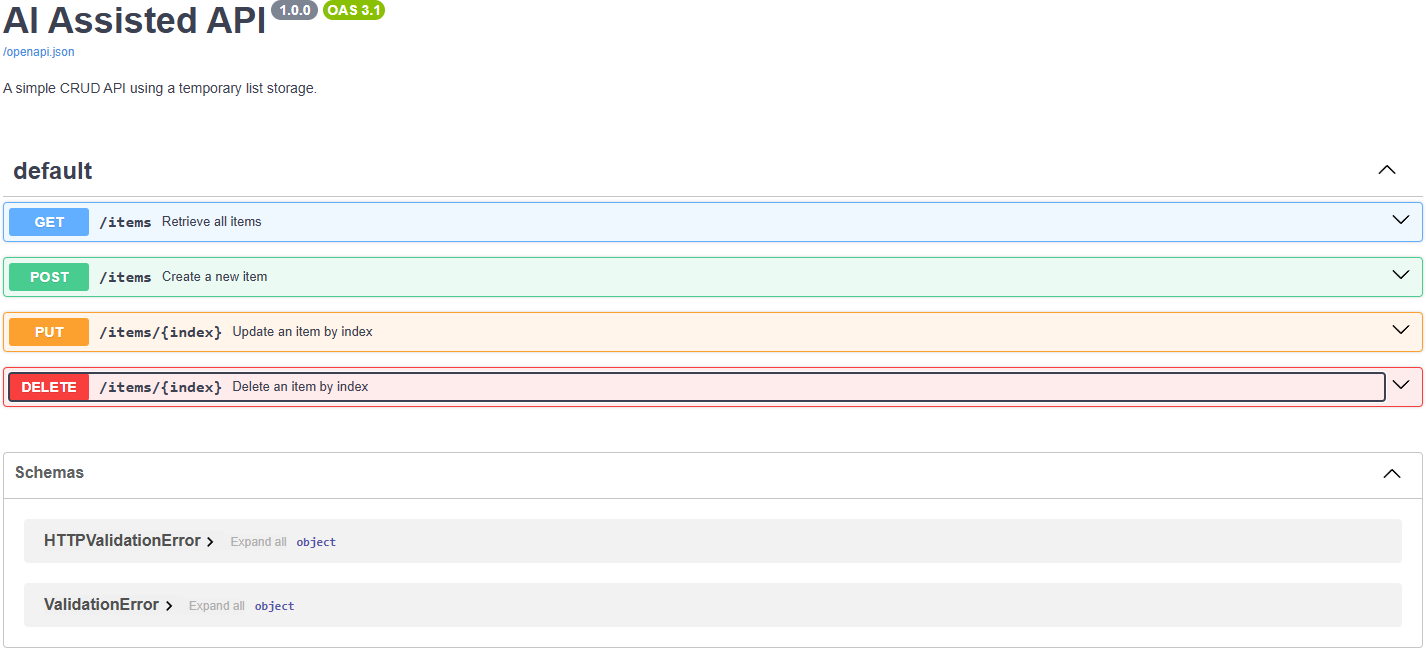 AI Assisted API 1.0.0 OAS 3.1
/openapi.json
A simple CRUD API using a temporary list storage.
default
GET /items Retrieve all items
POST /items Create a new item
PUT /items/{index} Update an item by index
DELETE /items/{index} Delete an item by index
Schemas
HTTPValidationError Expand all object
ValidationError Expand all object